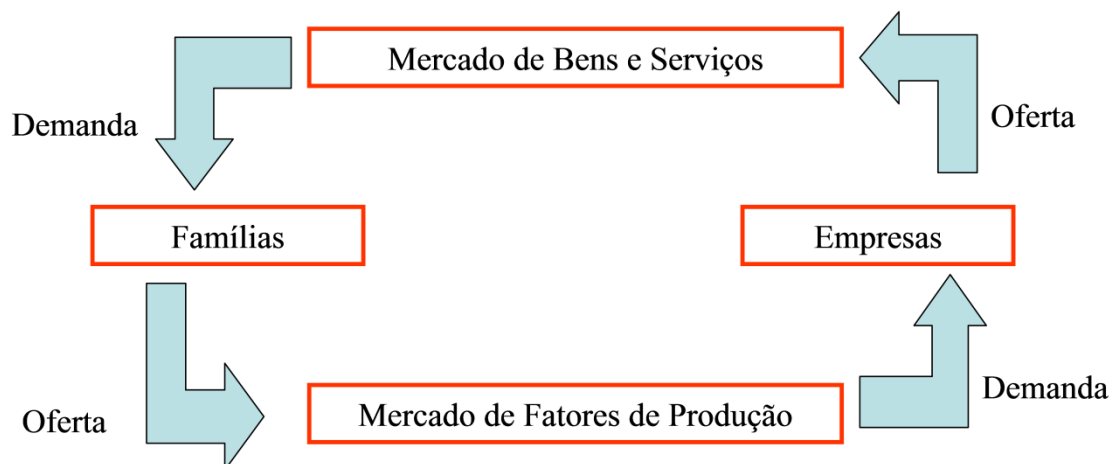 Mercado de Bens e Serviços
Demanda
Oferta
Famílias
Empresas
Oferta
Mercado de Fatores de Produção
Demanda